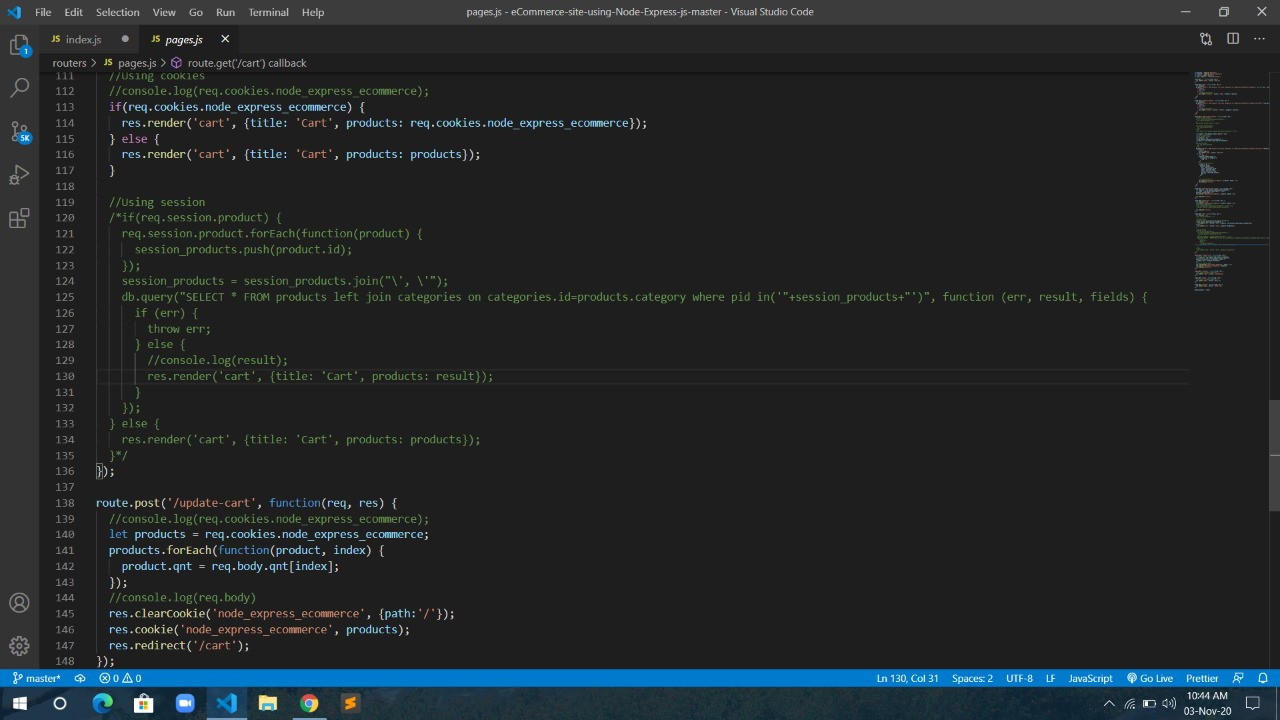 File Edit Selection View Go Run Terminal Help
pages.js - eCommerce-site-using-Node-Express-js-master - Visual Studio Code
JS index.js
JS pages.js
routers > JS pages.js > route.get('/cart') callback
111 //Using cookies
112 //console.log(req.cookies.node_express_ecommerce);
113 if(req.cookies.node_express_ecommerce) {
114 res.render('cart', {title: 'Cart', products: req.cookies.node_express_ecommerce});
115 } else {
116 res.render('cart', {title: 'Cart', products: products});
117 }
118
119 //Using session
120 /*if(req.session.product) {
121 req.session.product.forEach(function(product) {
122 session_products.push(product.id);
123 });
124 session_products = session_products.join("\', \'");
125 db.query("SELECT * FROM products left join categories on categories.id=products.category where pid in('"+session_products+"')", function (err, result, fields) {
126 if (err) {
127 throw err;
128 } else {
129 //console.log(result);
130 res.render('cart', {title: 'Cart', products: result});
131 }
132 });
133 } else {
134 res.render('cart', {title: 'Cart', products: products});
135 }*/
136 });
137
138 route.post('/update-cart', function(req, res) {
139 //console.log(req.cookies.node_express_ecommerce);
140 let products = req.cookies.node_express_ecommerce;
141 products.forEach(function(product, index) {
142 product.qnt = req.body.qnt[index];
143 });
144 //console.log(req.body)
145 res.clearCookie('node_express_ecommerce', {path:'/'});
146 res.cookie('node_express_ecommerce', products);
147 res.redirect('/cart');
148 });
1
5K
master* 0 0
Ln 130, Col 31 Spaces: 2 UTF-8 LF JavaScript Go Live Prettier
10:44 AM
03-Nov-20